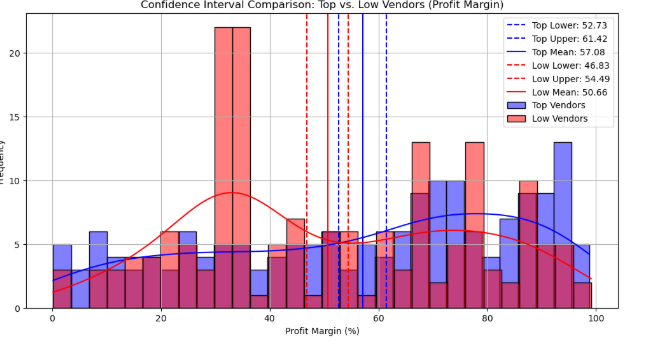 Confidence Interval Comparison: Top vs. Low Vendors (Profit Margin)
Top Lower: 52.73
Top Upper: 61.42
Top Mean: 57.08
Low Lower: 46.83
Low Upper: 54.49
Low Mean: 50.66
Top Vendors
Low Vendors
20
15
10
5
0
0 20 40 60 80 100
Profit Margin (%)